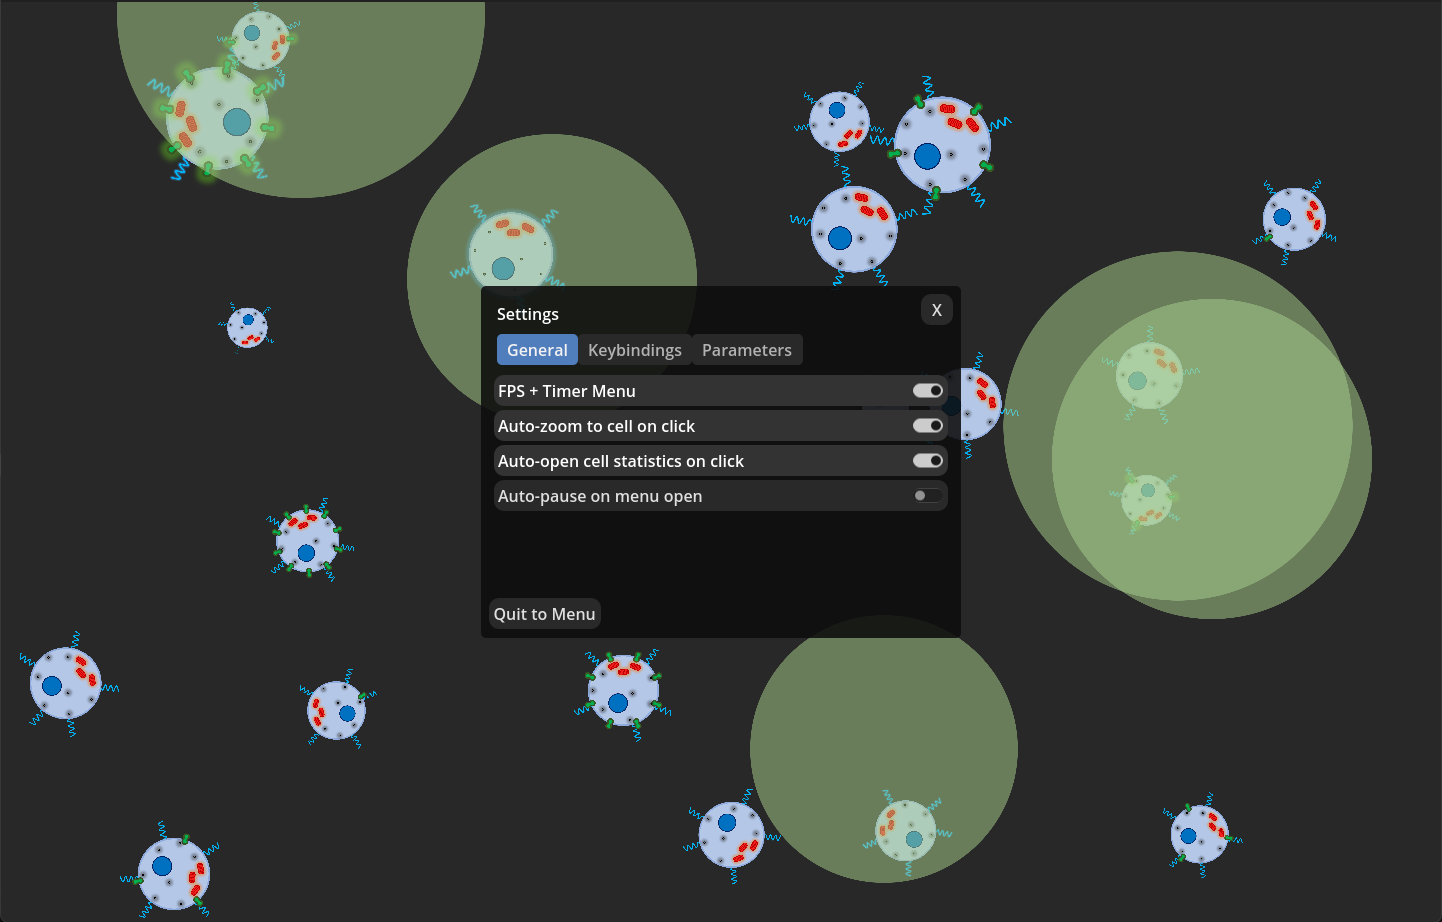 Settings
X
General Keybindings Parameters
FPS + Timer Menu
Auto-zoom to cell on click
Auto-open cell statistics on click
Auto-pause on menu open
Quit to Menu